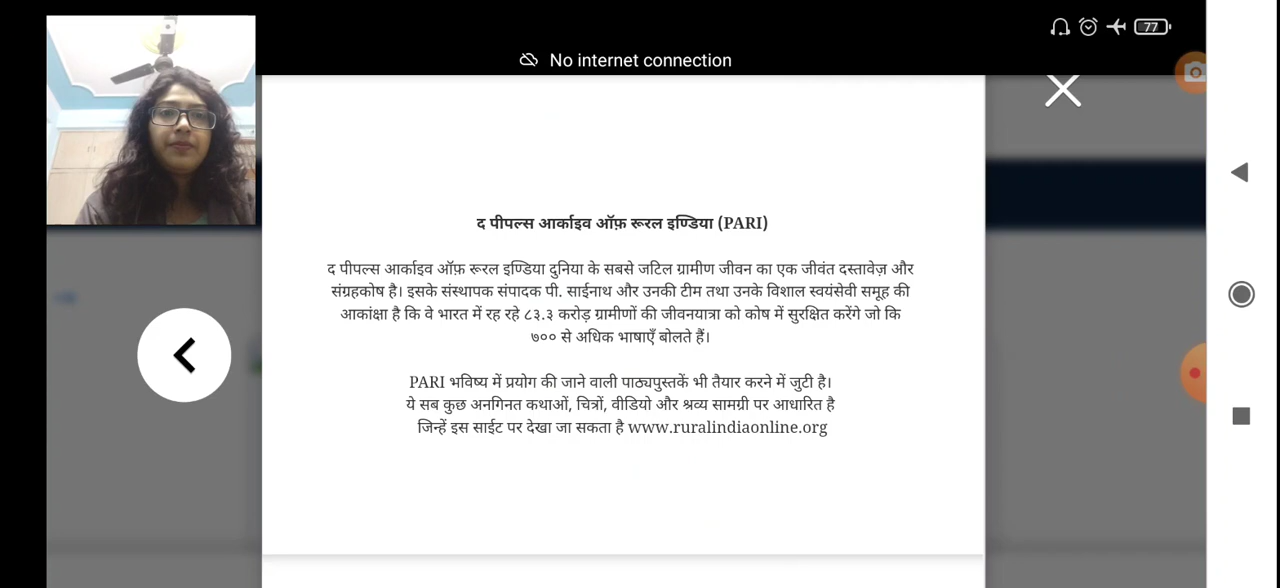 77
No internet connection
द पीपल्स आर्काइव ऑफ़ रूरल इण्डिया (PARI)
द पीपल्स आर्काइव ऑफ़ रूरल इण्डिया दुनिया के सबसे जटिल ग्रामीण जीवन का एक जीवंत दस्तावेज़ और
संग्रहकोष है। इसके संस्थापक संपादक पी. साईनाथ और उनकी टीम तथा उनके विशाल स्वयंसेवी समूह की
आकांक्षा है कि वे भारत में रह रहे ८३.३ करोड़ ग्रामीणों की जीवनयात्रा को कोष में सुरक्षित करेंगे जो कि
७०० से अधिक भाषाएँ बोलते हैं।
PARI भविष्य में प्रयोग की जाने वाली पाठ्यपुस्तकें भी तैयार करने में जुटी है।
ये सब कुछ अनगिनत कथाओं, चित्रों, वीडियो और श्रव्य सामग्री पर आधारित है
जिन्हें इस साईट पर देखा जा सकता है www.ruralindiaonline.org